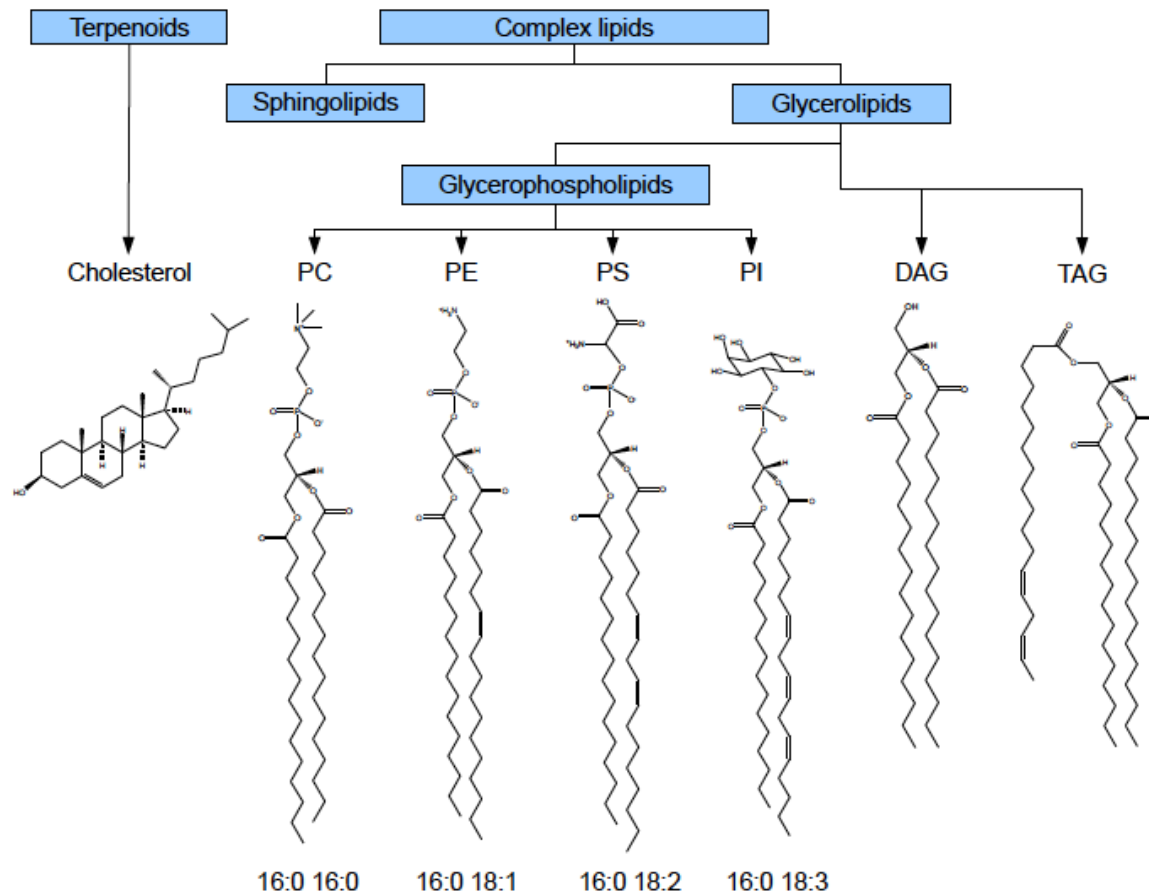 Terpenoids
Complex lipids
Sphingolipids
Glycerolipids
Glycerophospholipids
Cholesterol
PC
PE
PS
PI
DAG
TAG
16:0 16:0
16:0 18:1
16:0 18:2
16:0 18:3